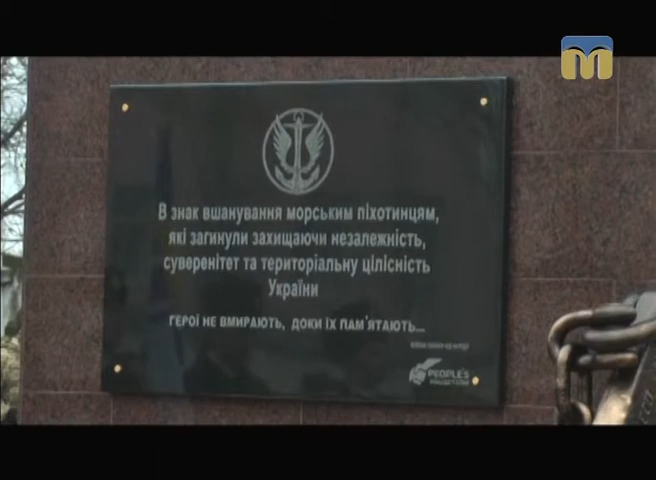 В знак вшанування морським піхотинцям,
які загинули захищаючи незалежність,
суверенітет та територіальну цілісність
України
ГЕРОЇ НЕ ВМИРАЮТЬ, ДОКИ ЇХ ПАМ'ЯТАЮТЬ...
PEOPLE'S